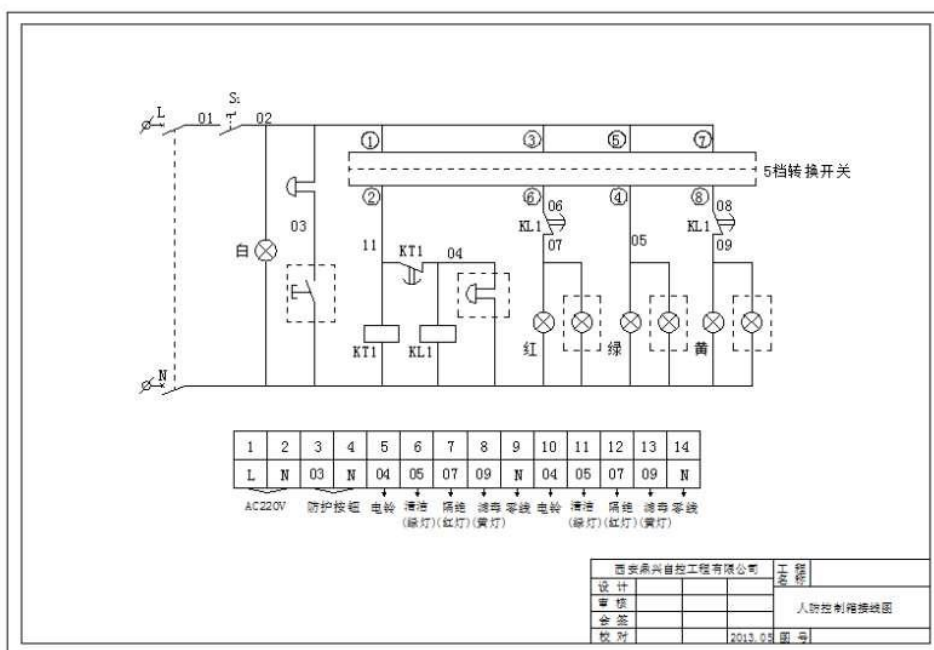 L 01 S₁ 02
① ③ ⑤ ⑦
5档转换开关
② ⑥ ④ ⑧
06 08
03 KL1 KL1
白 11 KT1 04 07 05 09
KT1 KL1 红 绿 黄
N
1 2 3 4 5 6 7 8 9 10 11 12 13 14
L N 03 N 04 05 07 09 N 04 05 07 09 N
AC220V 防护按钮 电铃 清洁 隔绝 滤毒 零线 电铃 清洁 隔绝 滤毒 零线
(绿灯) (红灯) (黄灯) (绿灯) (红灯) (黄灯)
西安鼎兴自控工程有限公司 工程名称
设计
审核 人防控制箱接线图
会签
校对 2013.05 图号